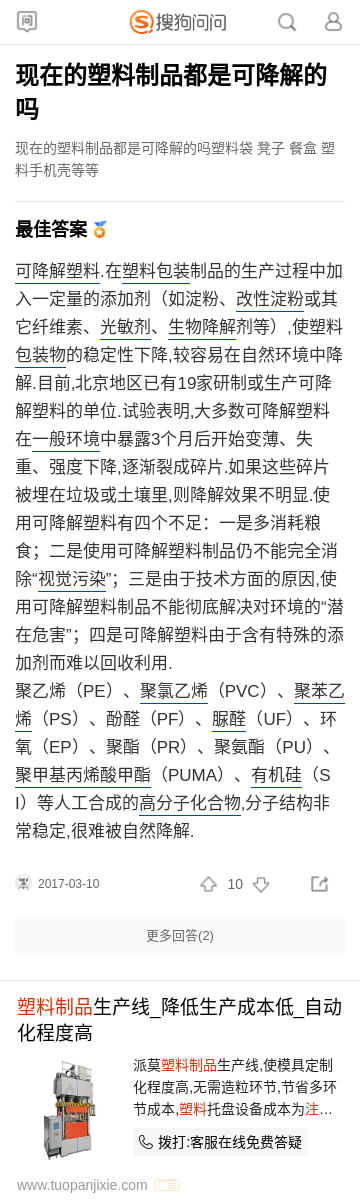 问
搜狗问问
现在的塑料制品都是可降解的
吗
现在的塑料制品都是可降解的吗塑料袋 凳子 餐盒 塑
料手机壳等等
最佳答案
可降解塑料.在塑料包装制品的生产过程中加
入一定量的添加剂（如淀粉、改性淀粉或其
它纤维素、光敏剂、生物降解剂等）,使塑料
包装物的稳定性下降,较容易在自然环境中降
解.目前,北京地区已有19家研制或生产可降
解塑料的单位.试验表明,大多数可降解塑料
在一般环境中暴露3个月后开始变薄、失
重、强度下降,逐渐裂成碎片.如果这些碎片
被埋在垃圾或土壤里,则降解效果不明显.使
用可降解塑料有四个不足：一是多消耗粮
食；二是使用可降解塑料制品仍不能完全消
除“视觉污染”；三是由于技术方面的原因,使
用可降解塑料制品不能彻底解决对环境的“潜
在危害”；四是可降解塑料由于含有特殊的添
加剂而难以回收利用.
聚乙烯（PE）、聚氯乙烯（PVC）、聚苯乙
烯（PS）、酚醛（PF）、脲醛（UF）、环
氧（EP）、聚酯（PR）、聚氨酯（PU）、
聚甲基丙烯酸甲酯（PUMA）、有机硅（S
I）等人工合成的高分子化合物,分子结构非
常稳定,很难被自然降解.
2017-03-10 10
更多回答(2)
塑料制品生产线_降低生产成本低_自动
化程度高
派莫塑料制品生产线,使模具定制
化程度高,无需造粒环节,节省多环
节成本,塑料托盘设备成本为注…
拨打:客服在线免费答疑
www.tuopanjixie.com 广告